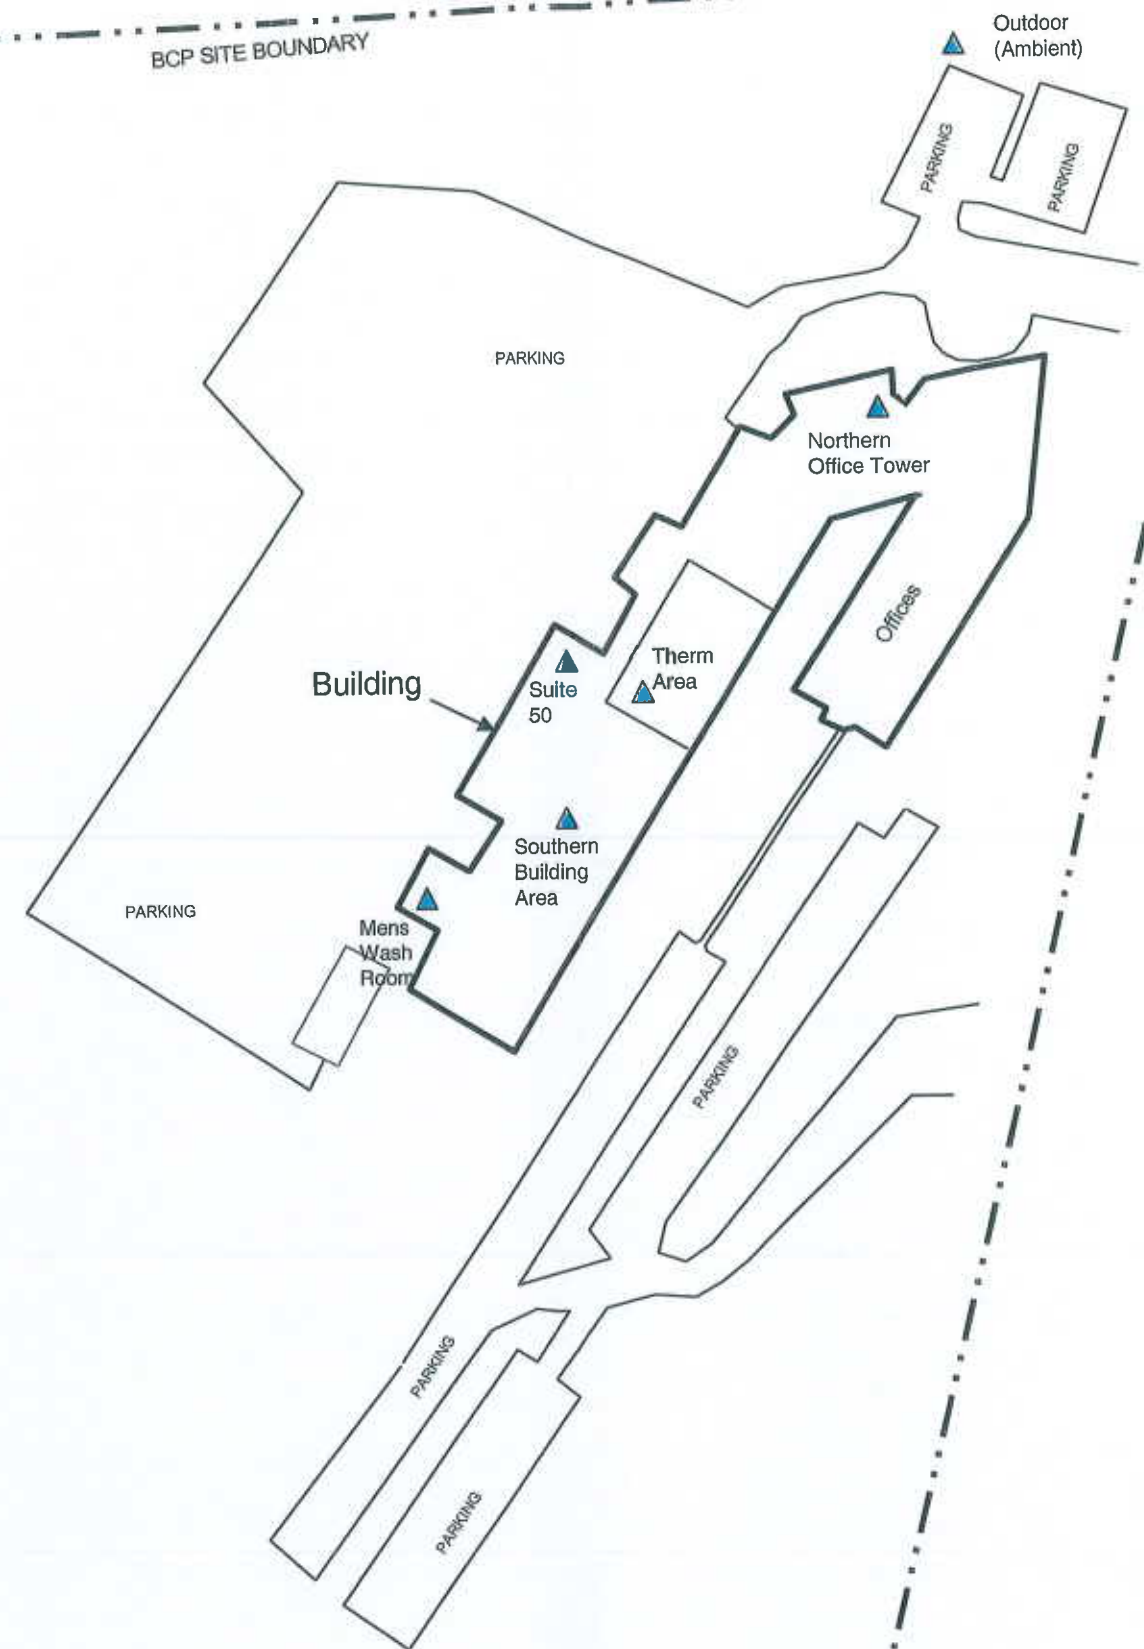 BCP SITE BOUNDARY
Outdoor
(Ambient)
PARKING
PARKING
PARKING
Northern
Office Tower
Offices
Therm
Area
Building
Suite
50
Southern
Building
Area
PARKING
Mens
Wash
Room
PARKING
PARKING
PARKING